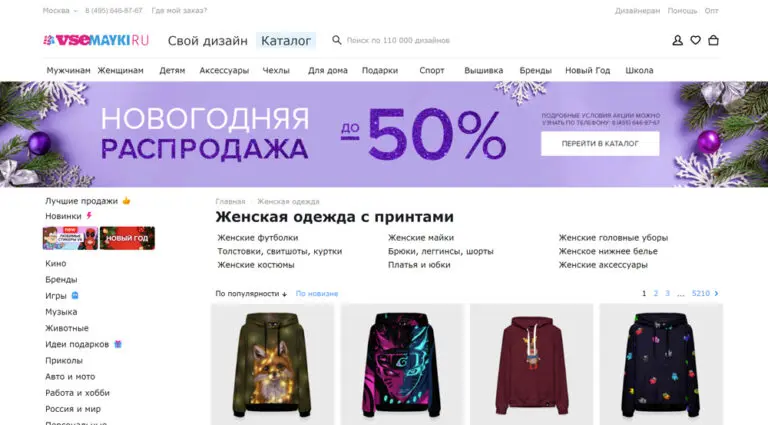 Москва
8 (495) 646-87-67
Где мой заказ?
Дизайнерам
Помощь
Опт
VSEMAYKI.RU
Свой дизайн
Каталог
Поиск по 110 000 дизайнов
Мужчинам
Женщинам
Детям
Аксессуары
Чехлы
Для дома
Подарки
Спорт
Вышивка
Бренды
Новый Год
Школа
НОВОГОДНЯЯ
РАСПРОДАЖА
ДО
50%
ПОДРОБНЫЕ УСЛОВИЯ АКЦИИ МОЖНО
УЗНАТЬ ПО ТЕЛЕФОНУ: 8 (495) 646-87-67
ПЕРЕЙТИ В КАТАЛОГ
Лучшие продажи
Новинки
НОВЫЙ ГОД
Кино
Бренды
Игры
Музыка
Животные
Идеи подарков
Приколы
Авто и мото
Работа и хобби
Россия и мир
Персональные
Главная
Женская одежда
Женская одежда с принтами
Женские футболки
Женские майки
Женские головные уборы
Толстовки, свитшоты, куртки
Брюки, леггинсы, шорты
Женское нижнее белье
Женские костюмы
Платья и юбки
Женские аксессуары
По популярности
По новизне
1 2 3 ... 5210